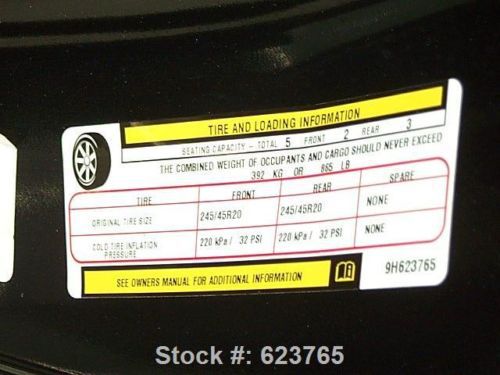 TIRE AND LOADING INFORMATION
SEATING CAPACITY - TOTAL 5 FRONT 2 REAR 3
THE COMBINED WEIGHT OF OCCUPANTS AND CARGO SHOULD NEVER EXCEED
392 KG OR 865 LB
TIRE FRONT REAR SPARE
ORIGINAL TIRE SIZE 245/45R20 245/45R20 NONE
COLD TIRE INFLATION PRESSURE 220 kPa / 32 PSI 220 kPa / 32 PSI NONE
SEE OWNERS MANUAL FOR ADDITIONAL INFORMATION 9H623765
Stock #: 623765